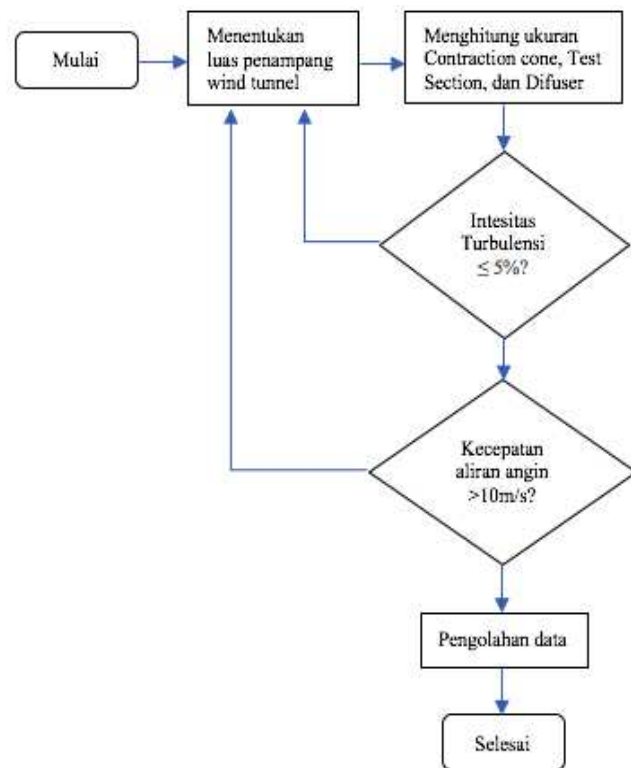 Mulai
Menentukan
luas penampang
wind tunnel
Menghitung ukuran
Contraction cone, Test
Section, dan Difuser
Intesitas
Turbulensi
≤ 5%?
Kecepatan
aliran angin
>10m/s?
Pengolahan data
Selesai